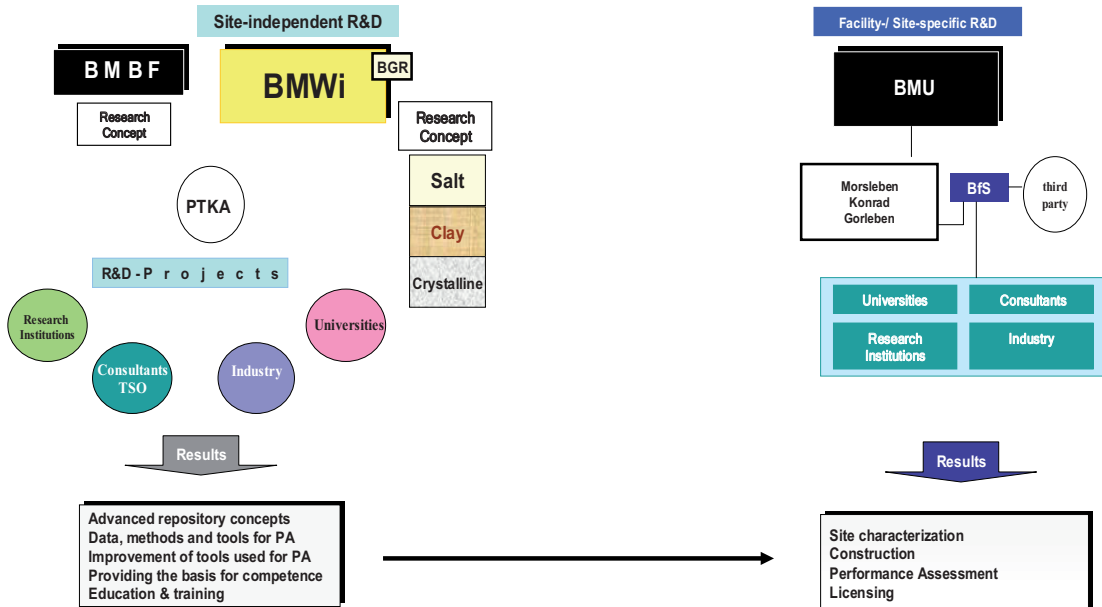 Site-independent R&D
BMBF
BMWi
BGR
Research
Concept
Research
Concept
Salt
Clay
Crystalline
PTKA
R&D-Projects
Research
Institutions
Consultants
TSO
Industry
Universities
Results
Advanced repository concepts
Data, methods and tools for PA
Improvement of tools used for PA
Providing the basis for competence
Education & training
Facility-/ Site-specific R&D
BMU
Morsleben
Konrad
Gorleben
BfS
third
party
Universities
Consultants
Research
Institutions
Industry
Results
Site characterization
Construction
Performance Assessment
Licensing